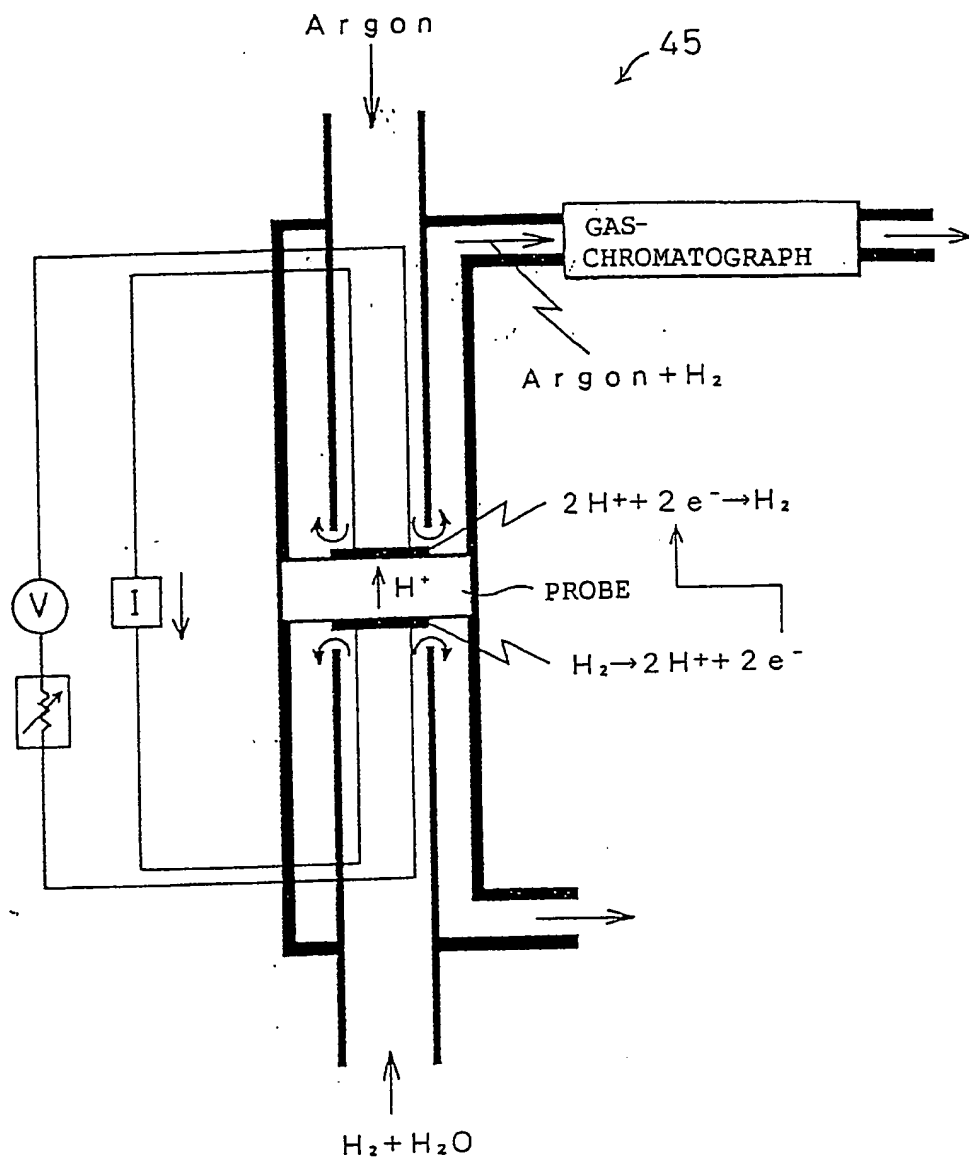 Argon
45
GAS-
CHROMATOGRAPH
Argon+H₂
2H⁺+2e⁻→H₂
H⁺
PROBE
V
I
H₂→2H⁺+2e⁻
H₂+H₂O